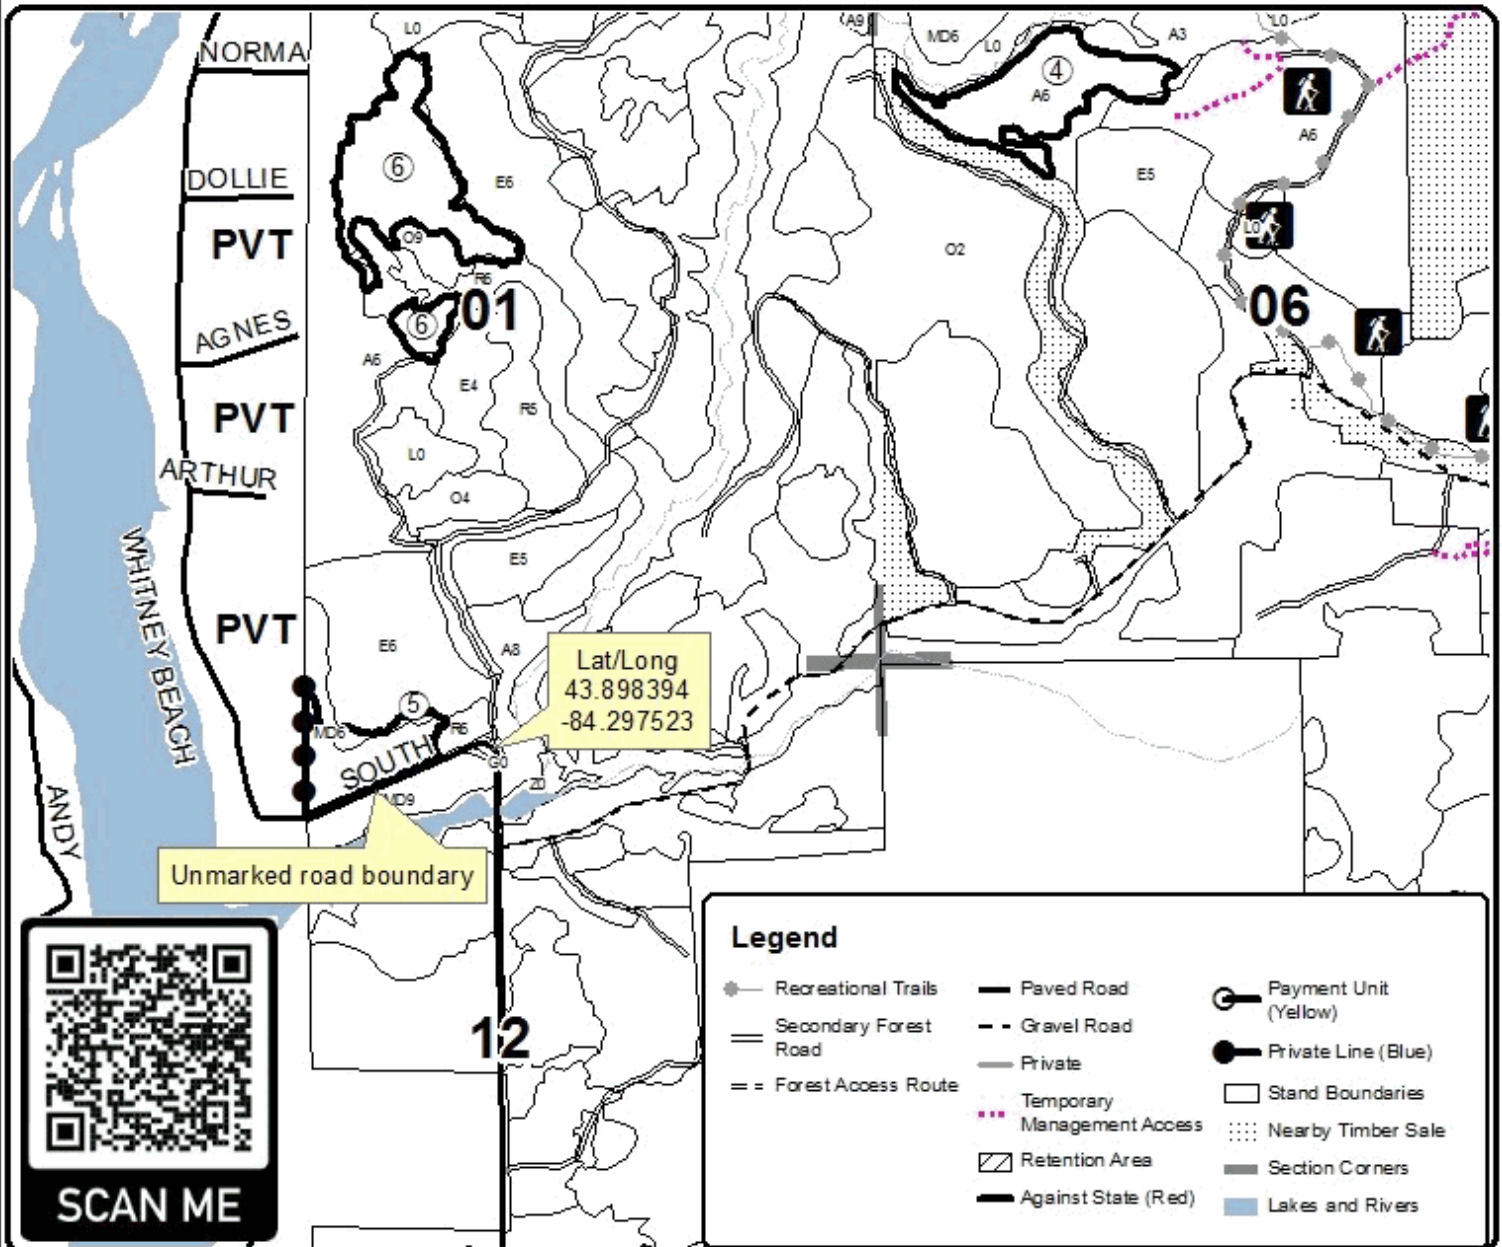 L0
A9
MD6
L0
A3
L0
NORMA
4
A6
A6
6
E6
E5
DOLLIE
PVT
O9
L0
O2
R6
01
06
AGNES
6
A6
E4
R5
PVT
L0
ARTHUR
O4
WHITNEY BEACH
E5
PVT
E6
A8
Lat/Long
43.898394
-84.297523
5
MD6
R6
SOUTH
G0
Z0
MD9
ANDY
Unmarked road boundary
12
SCAN ME
Legend
Recreational Trails
Secondary Forest
Road
Forest Access Route
Paved Road
Gravel Road
Private
Temporary
Management Access
Retention Area
Against State (Red)
Payment Unit
(Yellow)
Private Line (Blue)
Stand Boundaries
Nearby Timber Sale
Section Corners
Lakes and Rivers